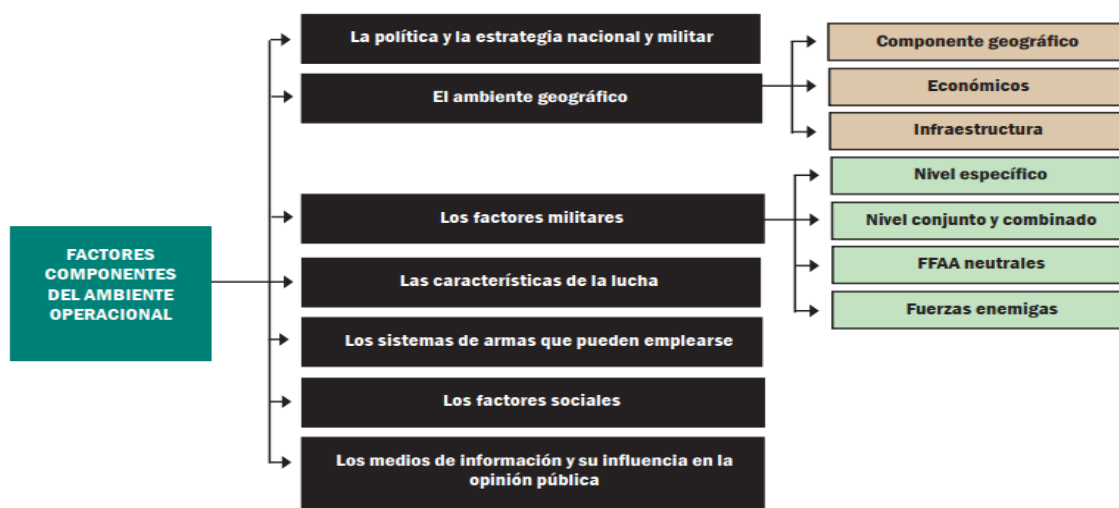 FACTORES
COMPONENTES
DEL AMBIENTE
OPERACIONAL
La política y la estrategia nacional y militar
El ambiente geográfico
Componente geográfico
Económicos
Infraestructura
Los factores militares
Nivel específico
Nivel conjunto y combinado
FFAA neutrales
Fuerzas enemigas
Las características de la lucha
Los sistemas de armas que pueden emplearse
Los factores sociales
Los medios de información y su influencia en la
opinión pública